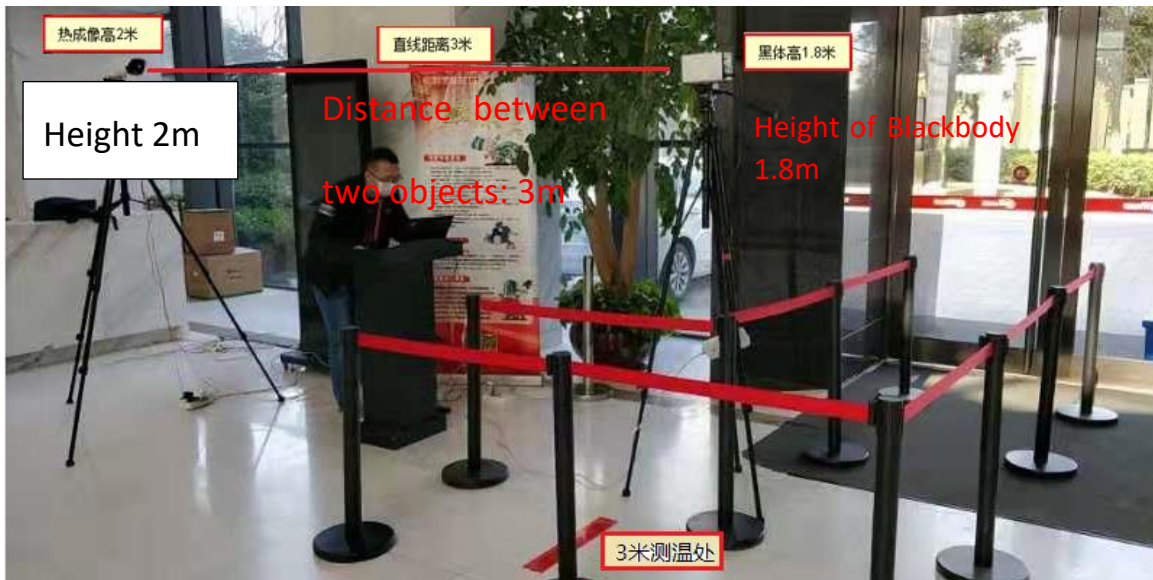 热成像高2米
直线距离3米
黑体高1.8米
Height 2m
Distance between
two objects: 3m
Height of Blackbody
1.8m
3米测温处